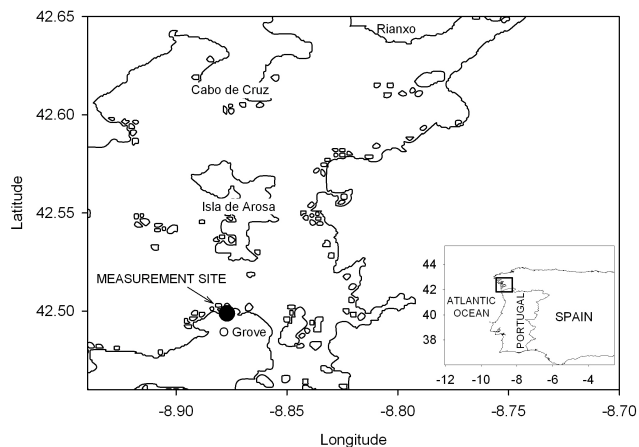 42.65
Rianxo
Cabo de Cruz
42.60
Latitude
Isla de Arosa
42.55
MEASUREMENT SITE
42.50
O Grove
44
42
40
38
ATLANTIC
OCEAN
PORTUGAL
SPAIN
-12 -10 -8 -6 -4
-8.90 -8.85 -8.80 -8.75 -8.70
Longitude